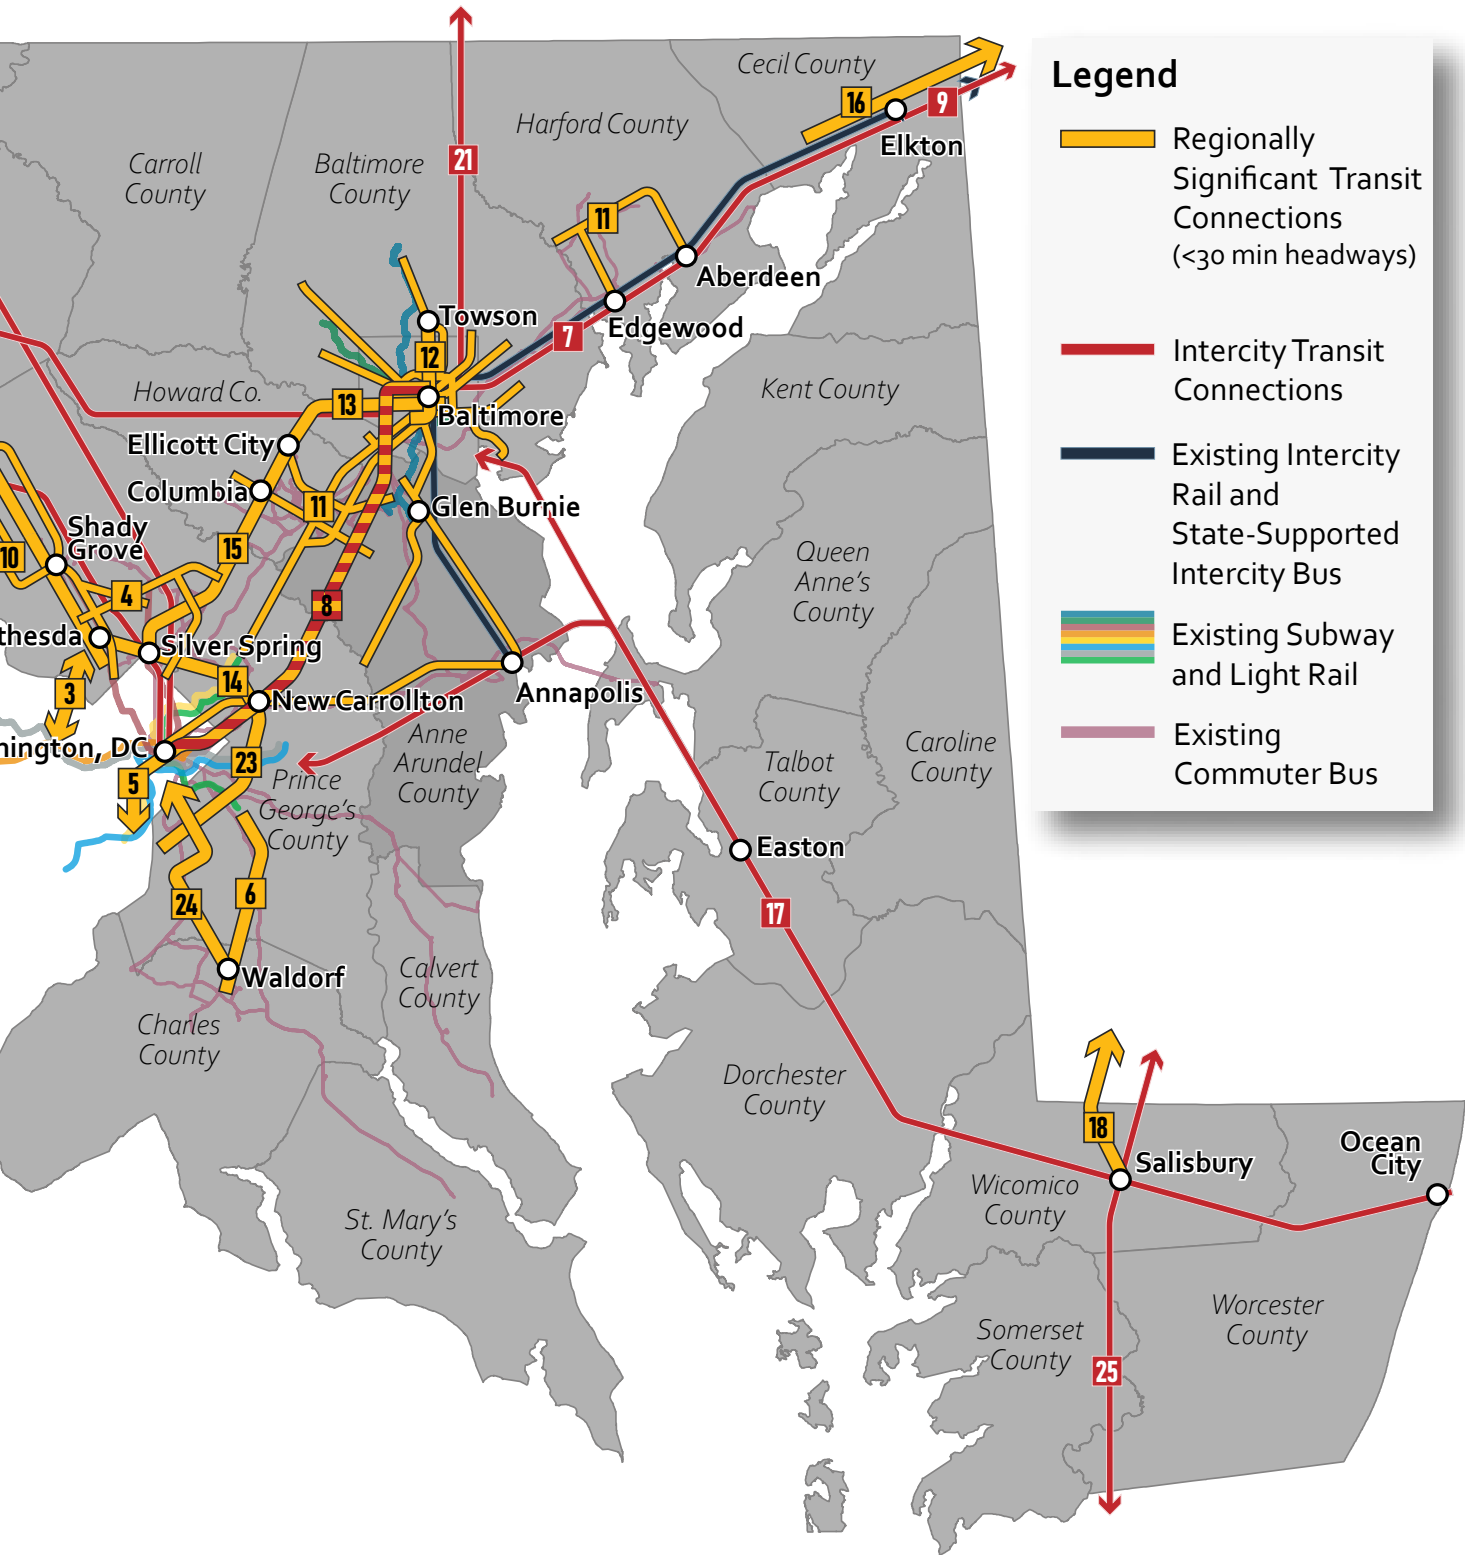 Cecil County
16
9
Elkton
Harford County
21
Carroll
County
Baltimore
County
11
Aberdeen
Edgewood
7
Towson
12
Howard Co.
13
Baltimore
Ellicott City
Columbia
11
Glen Burnie
Shady
Grove
15
10
4
8
thesda
Silver Spring
14
3
New Carrollton
Annapolis
nington, DC
5
23
Prince
George's
County
Anne
Arundel
County
Kent County
Queen
Anne's
County
Talbot
County
Caroline
County
Easton
17
24
6
Waldorf
Calvert
County
Charles
County
St. Mary's
County
Dorchester
County
18
Salisbury
Ocean
City
Wicomico
County
Somerset
County
25
Worcester
County
Legend
Regionally
Significant Transit
Connections
(<30 min headways)
Intercity Transit
Connections
Existing Intercity
Rail and
State-Supported
Intercity Bus
Existing Subway
and Light Rail
Existing
Commuter Bus